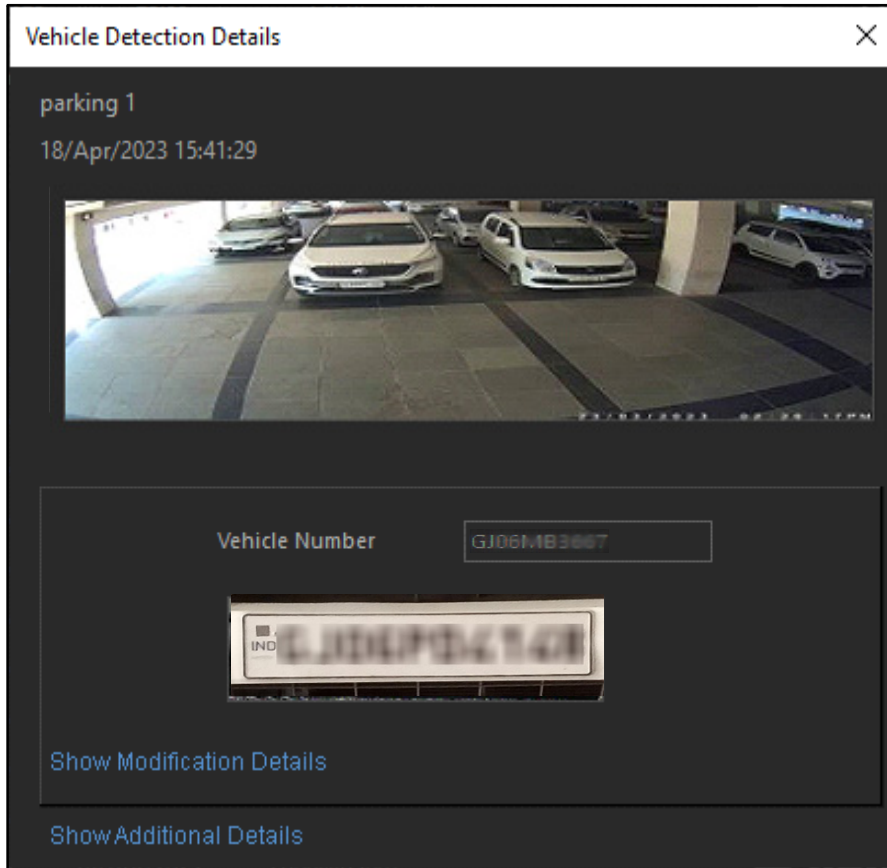 Vehicle Detection Details
parking 1
18/Apr/2023 15:41:29
Vehicle Number
IND
Show Modification Details
Show Additional Details